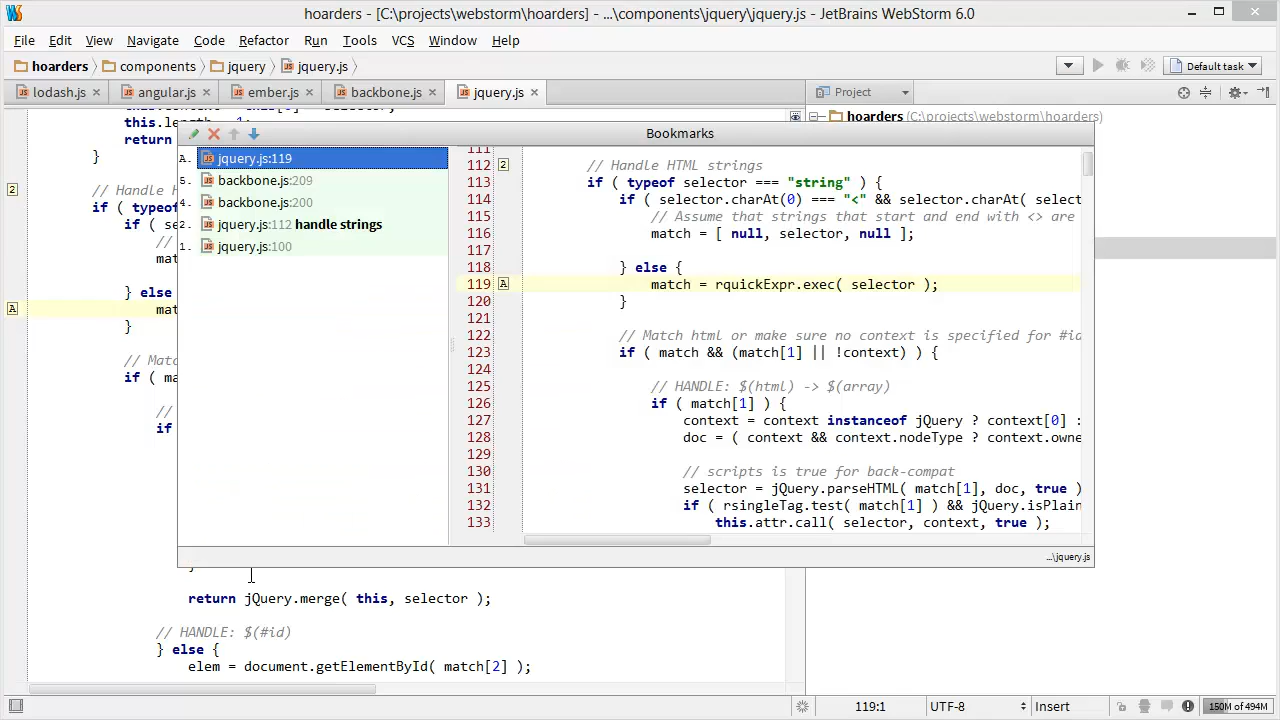 hoarders - [C:\projects\webstorm\hoarders] - ...\components\jquery\jquery.js - JetBrains WebStorm 6.0
File Edit View Navigate Code Refactor Run Tools VCS Window Help
hoarders components jquery jquery.js Default task
lodash.js angular.js ember.js backbone.js jquery.js Project
this.length
return
}
// Handle H
if ( typeof
if ( se
//
mat
} else
mat
}
// Matc
if ( ma
//
if
hoarders (C:\projects\webstorm\hoarders)
Bookmarks
A. jquery.js:119
5. backbone.js:209
4. backbone.js:200
2. jquery.js:112 handle strings
1. jquery.js:100
111
112 // Handle HTML strings
113 if ( typeof selector === "string" ) {
114 if ( selector.charAt(0) === "<" && selector.charAt( select
115 // Assume that strings that start and end with <> are
116 match = [ null, selector, null ];
117
118 } else {
119 match = rquickExpr.exec( selector );
120 }
121
122 // Match html or make sure no context is specified for #id
123 if ( match && (match[1] || !context) ) {
124
125 // HANDLE: $(html) -> $(array)
126 if ( match[1] ) {
127 context = context instanceof jQuery ? context[0] :
128 doc = ( context && context.nodeType ? context.owne
129
130 // scripts is true for back-compat
131 selector = jQuery.parseHTML( match[1], doc, true )
132 if ( rsingleTag.test( match[1] ) && jQuery.isPlain
133 this.attr.call( selector, context, true );
...\jquery.js
return jQuery.merge( this, selector );
// HANDLE: $(#id)
} else {
elem = document.getElementById( match[2] );
119:1 UTF-8 Insert 150M of 494M